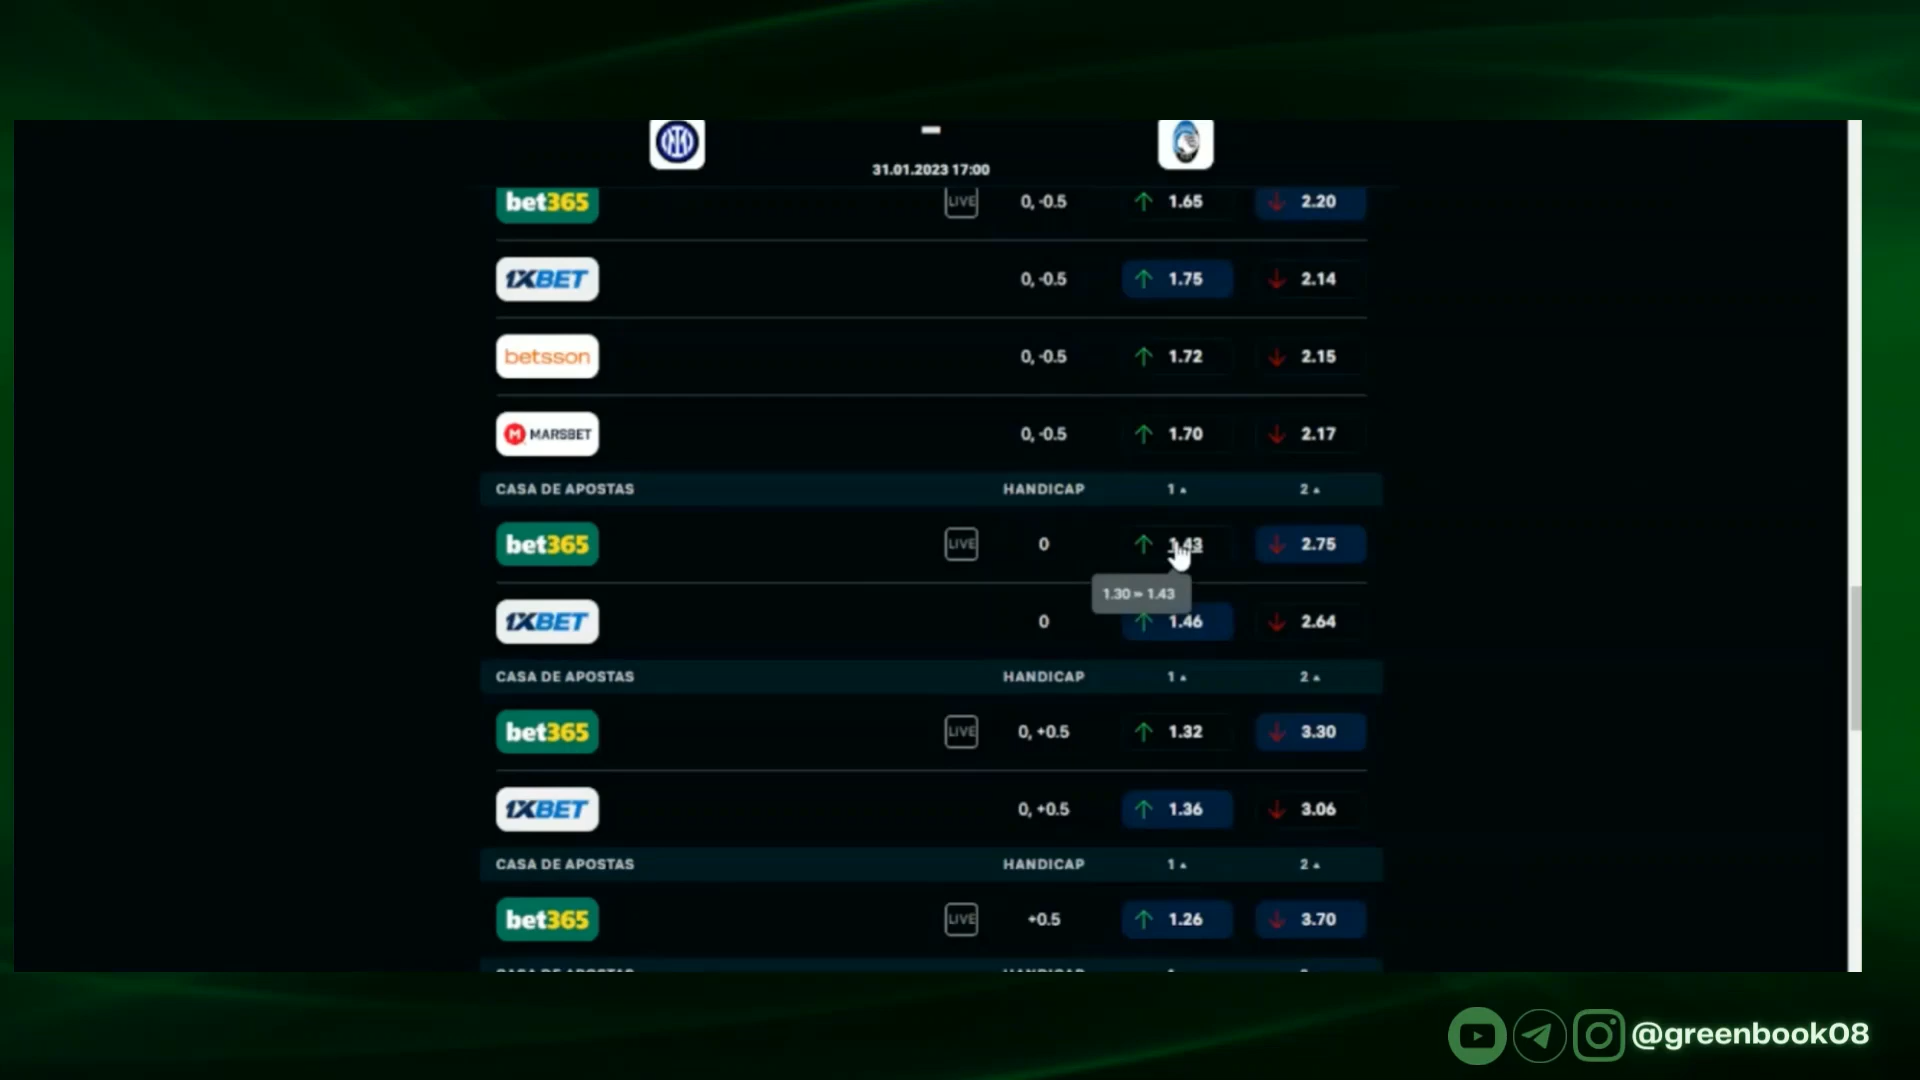 31.01.2023 17:00
bet365 LIVE 0, -0.5 1.65 2.20
1XBET 0, -0.5 1.75 2.14
betsson 0, -0.5 1.72 2.15
M MARSBET 0, -0.5 1.70 2.17
CASA DE APOSTAS HANDICAP 1 2
bet365 LIVE 0 1.43 2.75
1.30 » 1.43
1XBET 0 1.46 2.64
CASA DE APOSTAS HANDICAP 1 2
bet365 LIVE 0, +0.5 1.32 3.30
1XBET 0, +0.5 1.36 3.06
CASA DE APOSTAS HANDICAP 1 2
bet365 LIVE +0.5 1.26 3.70
@greenbook08